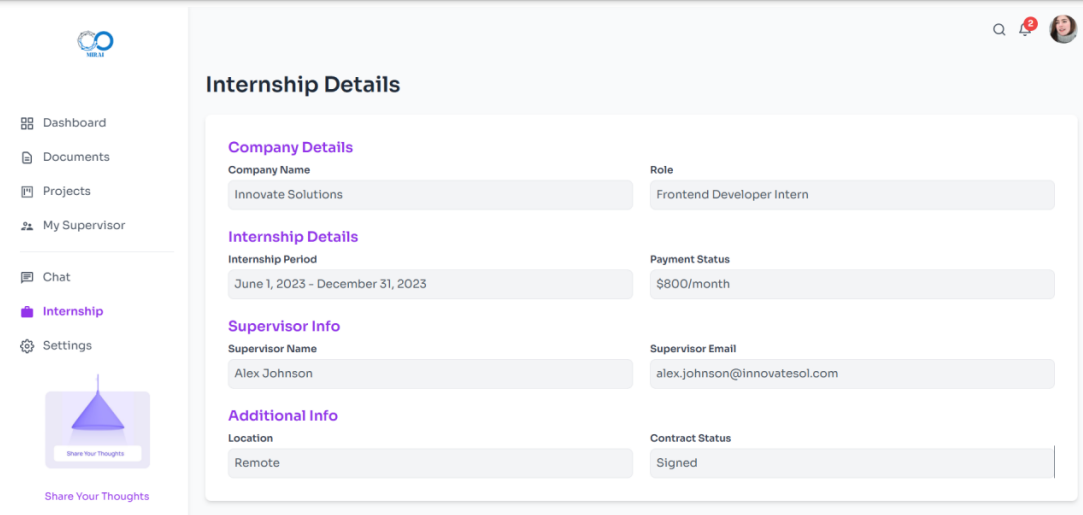 MIRAI
2
Internship Details
Dashboard
Documents
Projects
My Supervisor
Chat
Internship
Settings
Share Your Thoughts
Share Your Thoughts
Company Details
Company Name
Role
Innovate Solutions
Frontend Developer Intern
Internship Details
Internship Period
Payment Status
June 1, 2023 - December 31, 2023
$800/month
Supervisor Info
Supervisor Name
Supervisor Email
Alex Johnson
alex.johnson@innovatesol.com
Additional Info
Location
Contract Status
Remote
Signed